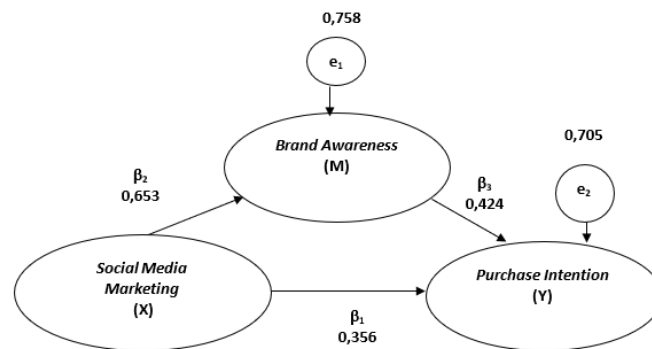 0,758
e₁
Brand Awareness
(M)
0,705
e₂
β₂
0,653
β₃
0,424
Social Media
Marketing
(X)
Purchase Intention
(Y)
β₁
0,356